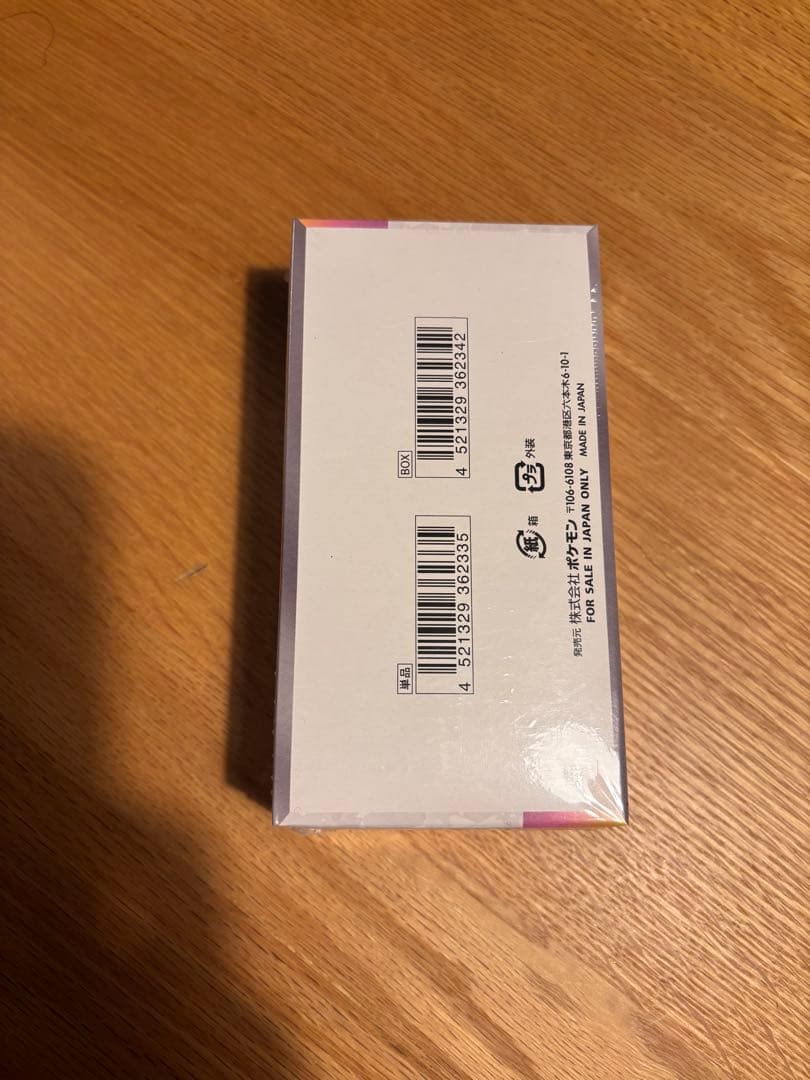 単品
4 521329 362335
BOX
4 521329 362342
紙 箱
プラ 外装
発売元 株式会社 ポケモン 〒106-6108 東京都港区六本木6-10-1
FOR SALE IN JAPAN ONLY MADE IN JAPAN